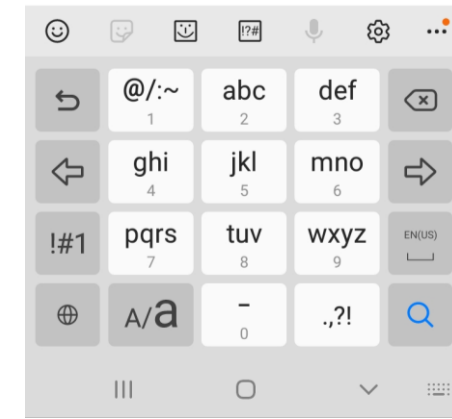 !?#
@/:~ abc def
1 2 3
ghi jkl mno
4 5 6
!#1 pqrs tuv wxyz EN(US)
7 8 9
A/a - .,?!
0